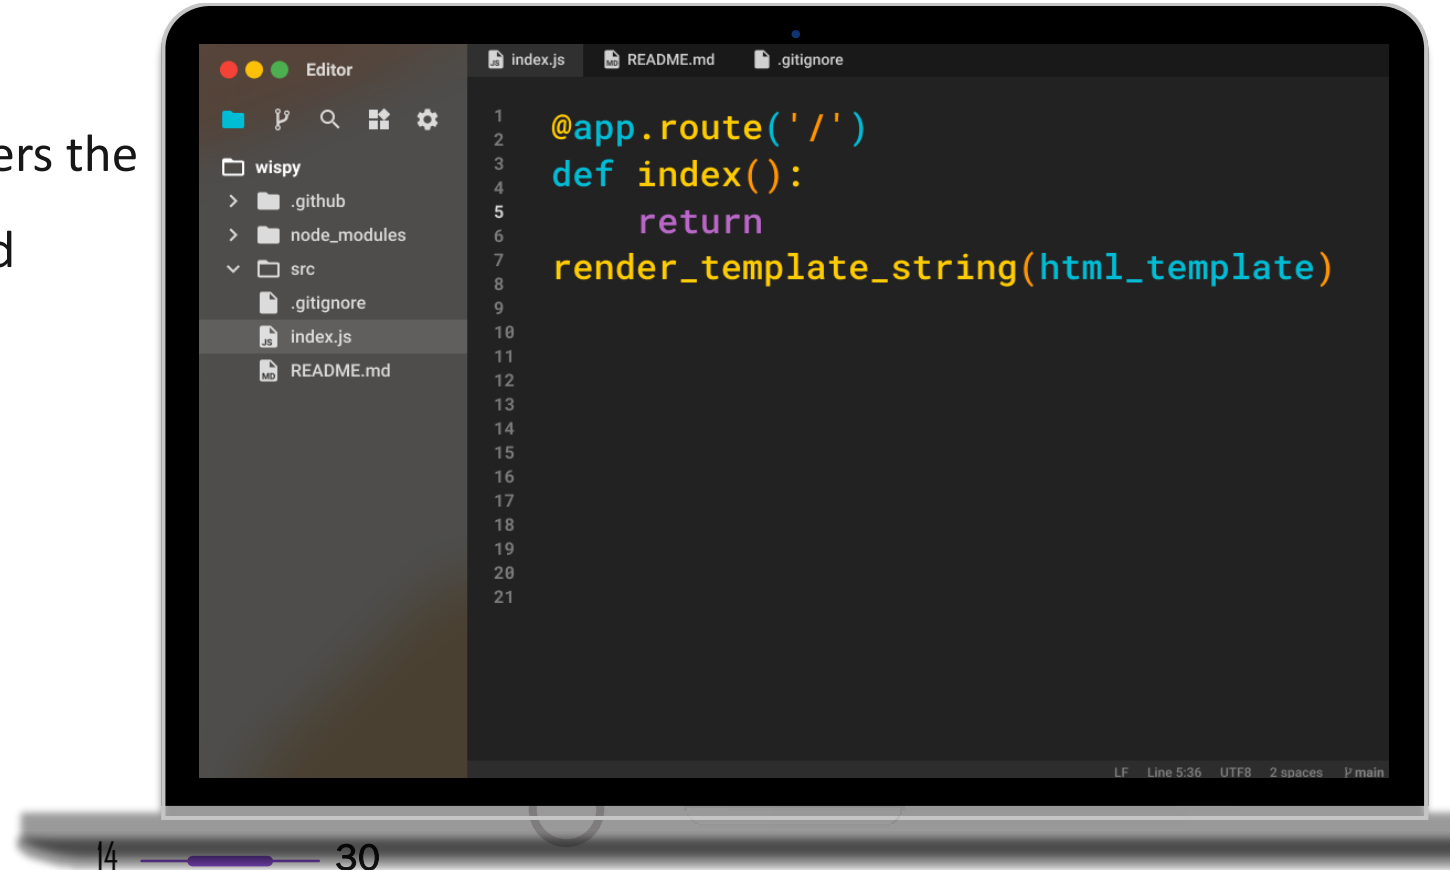 ers the
d
Editor
wispy
.github
node_modules
src
.gitignore
index.js
README.md
index.js
README.md
.gitignore
1
2
3
4
5
6
7
8
9
10
11
12
13
14
15
16
17
18
19
20
21
@app.route('/')
def index():
    return
render_template_string(html_template)
LF Line 5:36 UTF8 2 spaces main
14 30